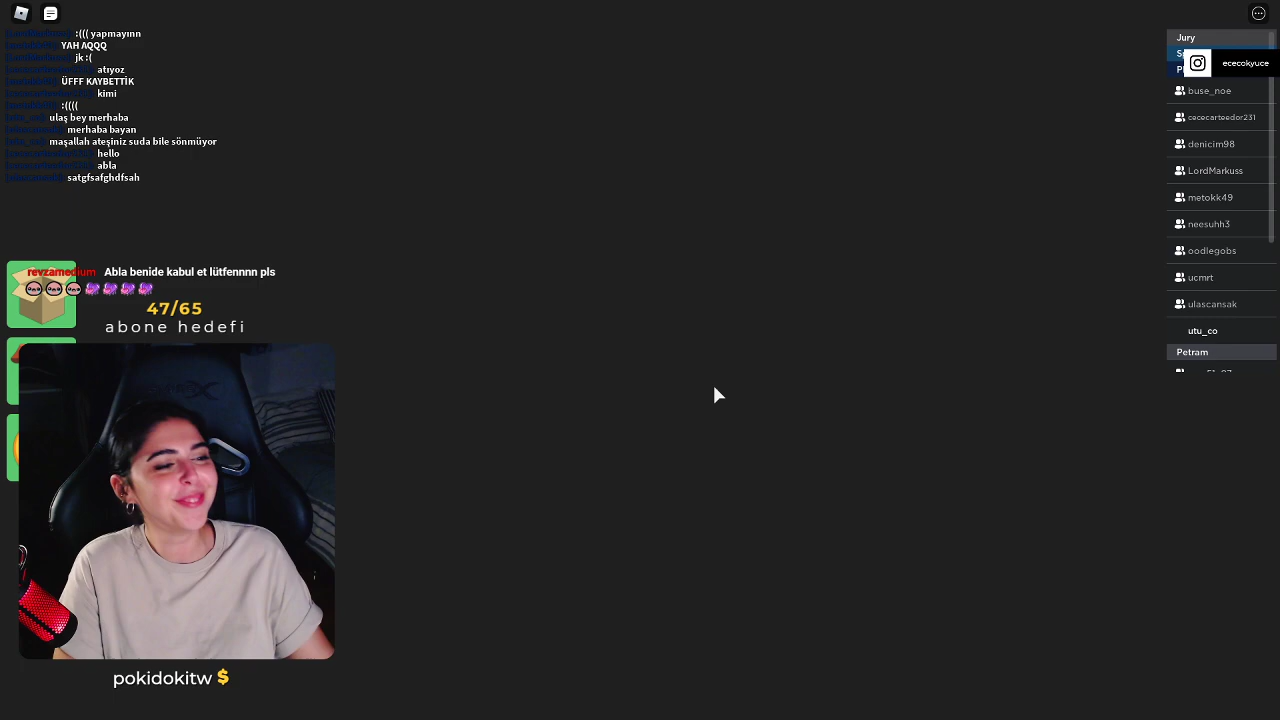 :((( yapmayınn
YAH AQQQ
jk :(
atıyoz
ÜFFF KAYBETTİK
kimi
:((((
ulaş bey merhaba
merhaba bayan
maşallah ateşiniz suda bile sönmüyor
hello
abla
satgfsafghdfsah
revzamedium Abla benide kabul et lütfennnn pls
47/65
abone hedefi
pokidokitw $
Jury
ececokyuce
buse_noe
cececarteedor231
denicim98
LordMarkuss
metokk49
neesuhh3
oodlegobs
ucmrt
ulascansak
utu_co
Petram